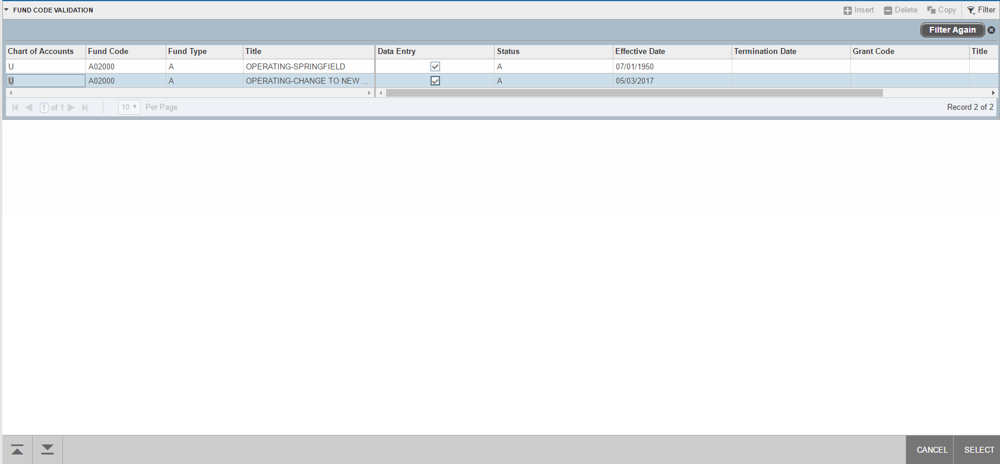 FUND CODE VALIDATION Insert Delete Copy Filter
Filter Again
Chart of Accounts Fund Code Fund Type Title Data Entry Status Effective Date Termination Date Grant Code Title
U A02000 A OPERATING-SPRINGFIELD A 07/01/1950
U A02000 A OPERATING-CHANGE TO NEW ... A 05/03/2017
1 of 1 10 Per Page Record 2 of 2
CANCEL SELECT